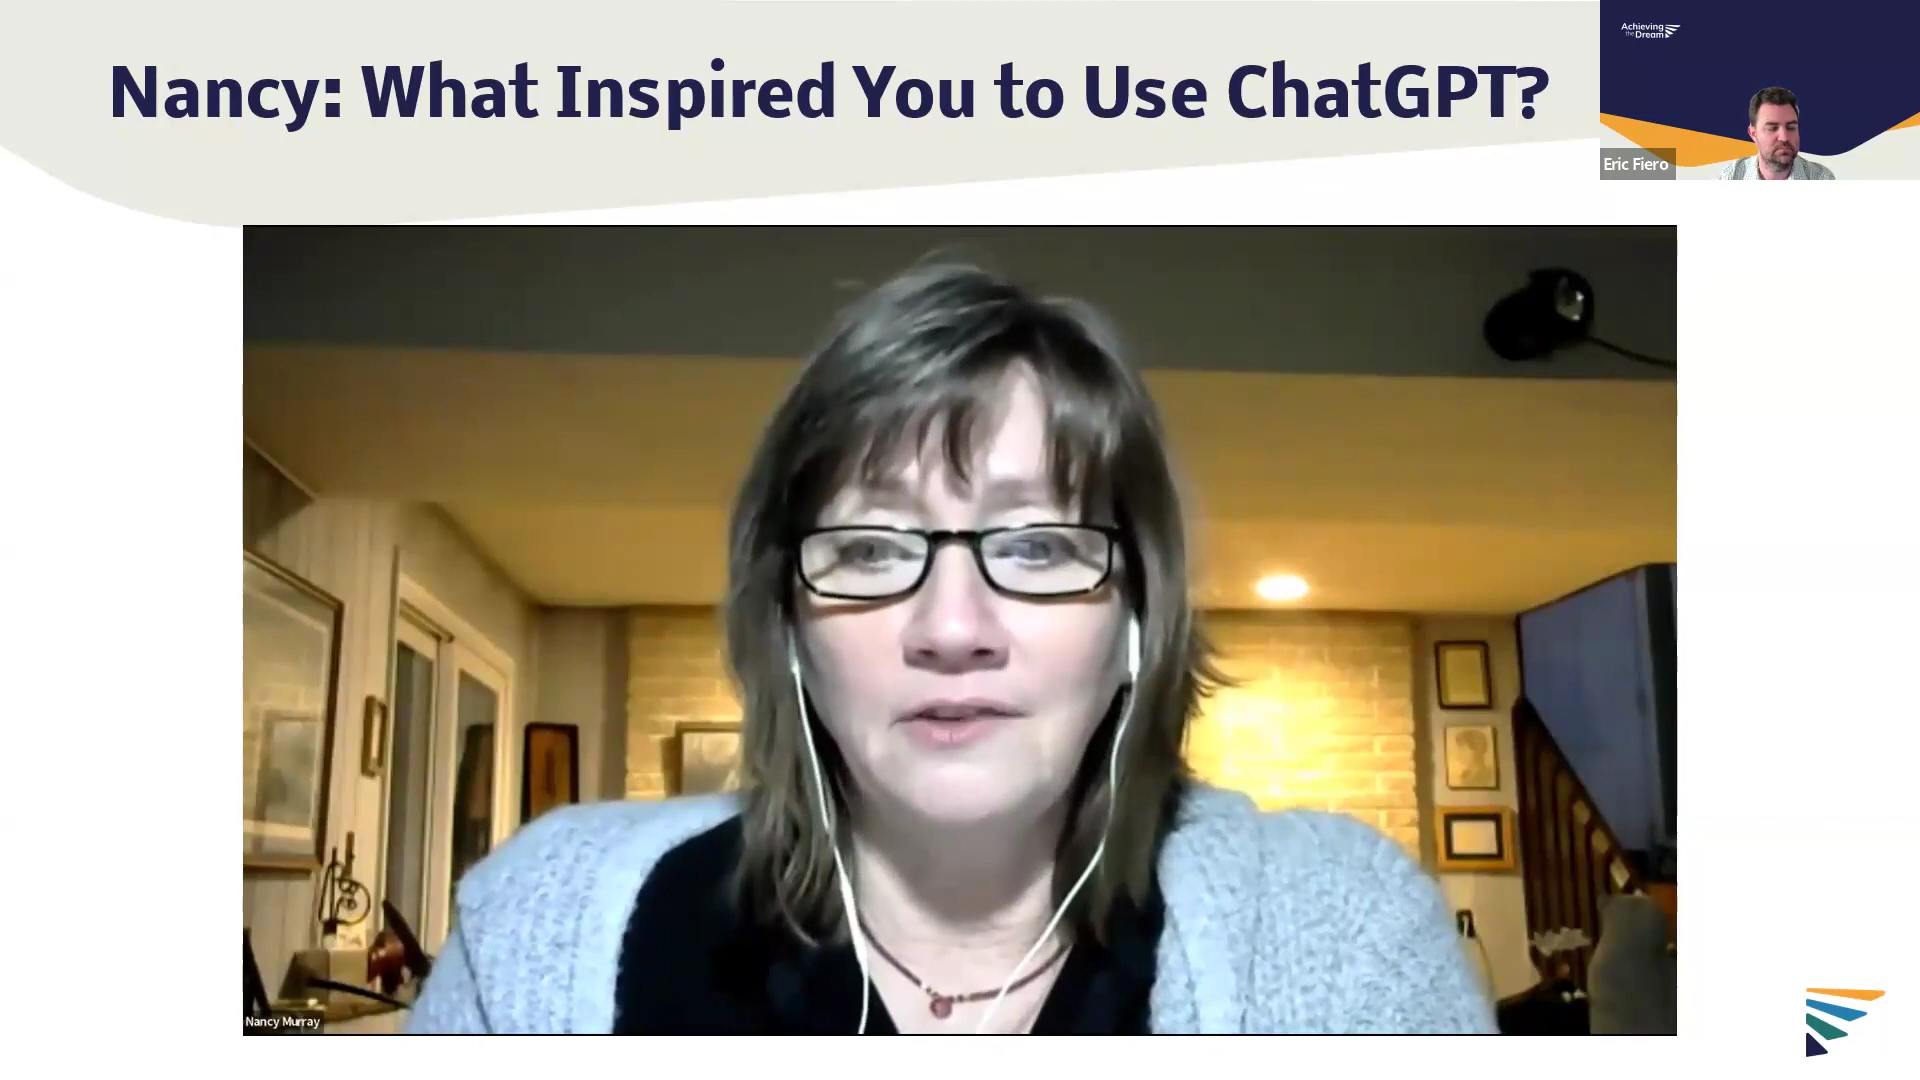 Nancy: What Inspired You to Use ChatGPT?
Achieving
the Dream
Eric Fiero
Nancy Murray